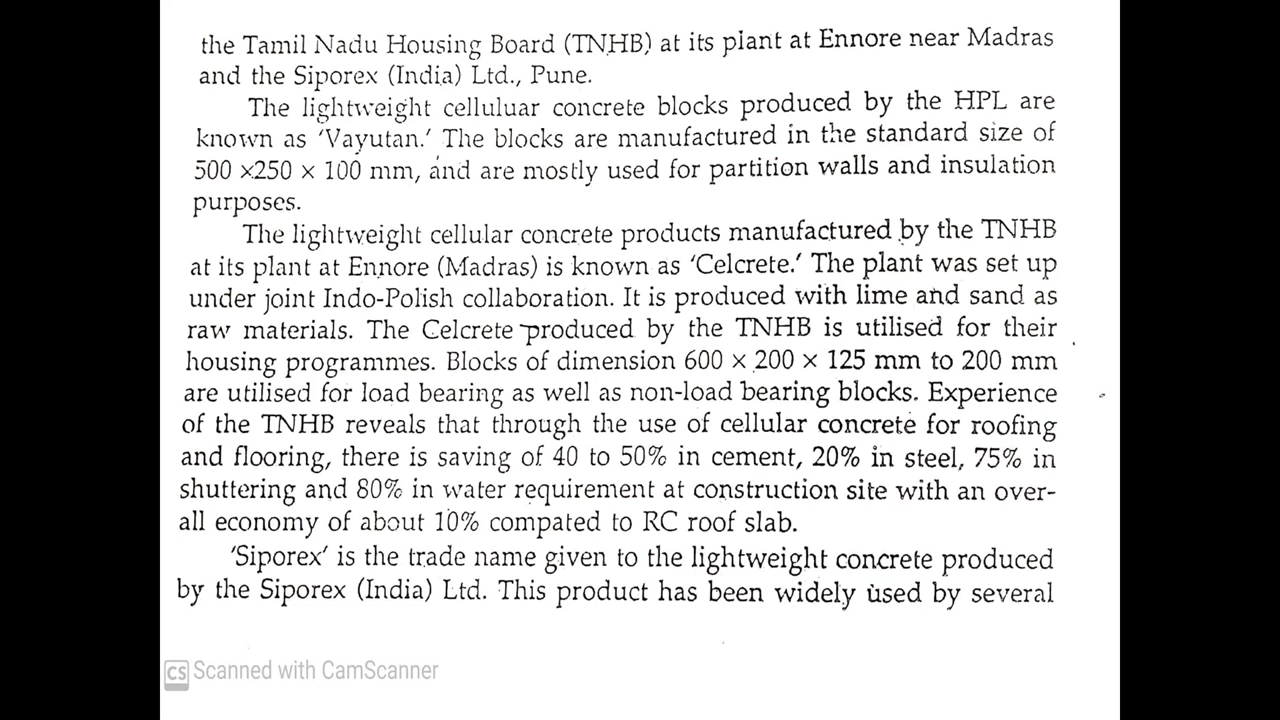 the Tamil Nadu Housing Board (TNHB) at its plant at Ennore near Madras
and the Siporex (India) Ltd., Pune.
The lightweight celluluar concrete blocks produced by the HPL are
known as 'Vayutan.' The blocks are manufactured in the standard size of
500 ×250 × 100 mm, and are mostly used for partition walls and insulation
purposes.
The lightweight cellular concrete products manufactured by the TNHB
at its plant at Ennore (Madras) is known as 'Celcrete.' The plant was set up
under joint Indo-Polish collaboration. It is produced with lime and sand as
raw materials. The Celcrete produced by the TNHB is utilised for their
housing programmes. Blocks of dimension 600 × 200 × 125 mm to 200 mm
are utilised for load bearing as well as non-load bearing blocks. Experience
of the TNHB reveals that through the use of cellular concrete for roofing
and flooring, there is saving of 40 to 50% in cement, 20% in steel, 75% in
shuttering and 80% in water requirement at construction site with an over-
all economy of about 10% compated to RC roof slab.
'Siporex' is the trade name given to the lightweight concrete produced
by the Siporex (India) Ltd. This product has been widely used by several
CS Scanned with CamScanner